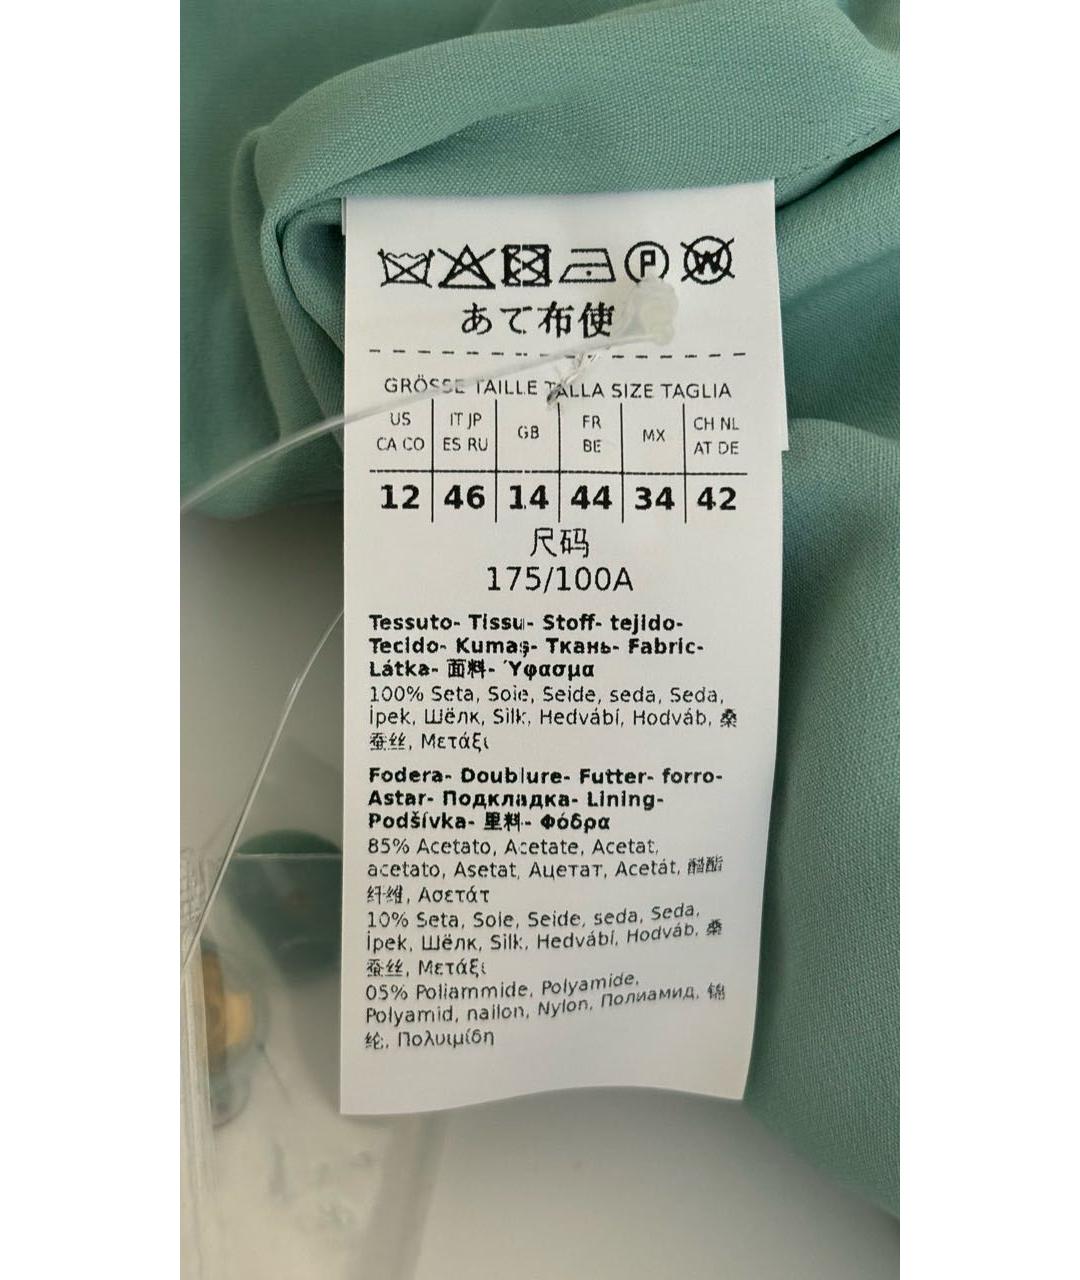 P W
あて布使
GRÖSSE TAILLE TALLA SIZE TAGLIA
US IT JP GB FR MX CH NL
CA CO ES RU BE AT DE
12 46 14 44 34 42
尺码
175/100A
Tessuto- Tissu- Stoff- tejido-
Tecido- Kumaş- Ткань- Fabric-
Látka- 面料- Ύφασμα
100% Seta, Soie, Seide, seda, Seda,
İpek, Шёлк, Silk, Hedvábí, Hodváb, 桑
蚕丝, Μετάξι
Fodera- Doublure- Futter- forro-
Astar- Подкладка- Lining-
Podšívka- 里料- Φόδρα
85% Acetato, Acetate, Acetat,
acetato, Asetat, Ацетат, Acetát, 醋酯
纤维, Ασετάτ
10% Seta, Soie, Seide, seda, Seda,
İpek, Шёлк, Silk, Hedvábí, Hodváb, 桑
蚕丝, Μετάξι
05% Poliammide, Polyamide,
Polyamid, nailon, Nylon, Полиамид, 锦
纶, Πολυιμίδη